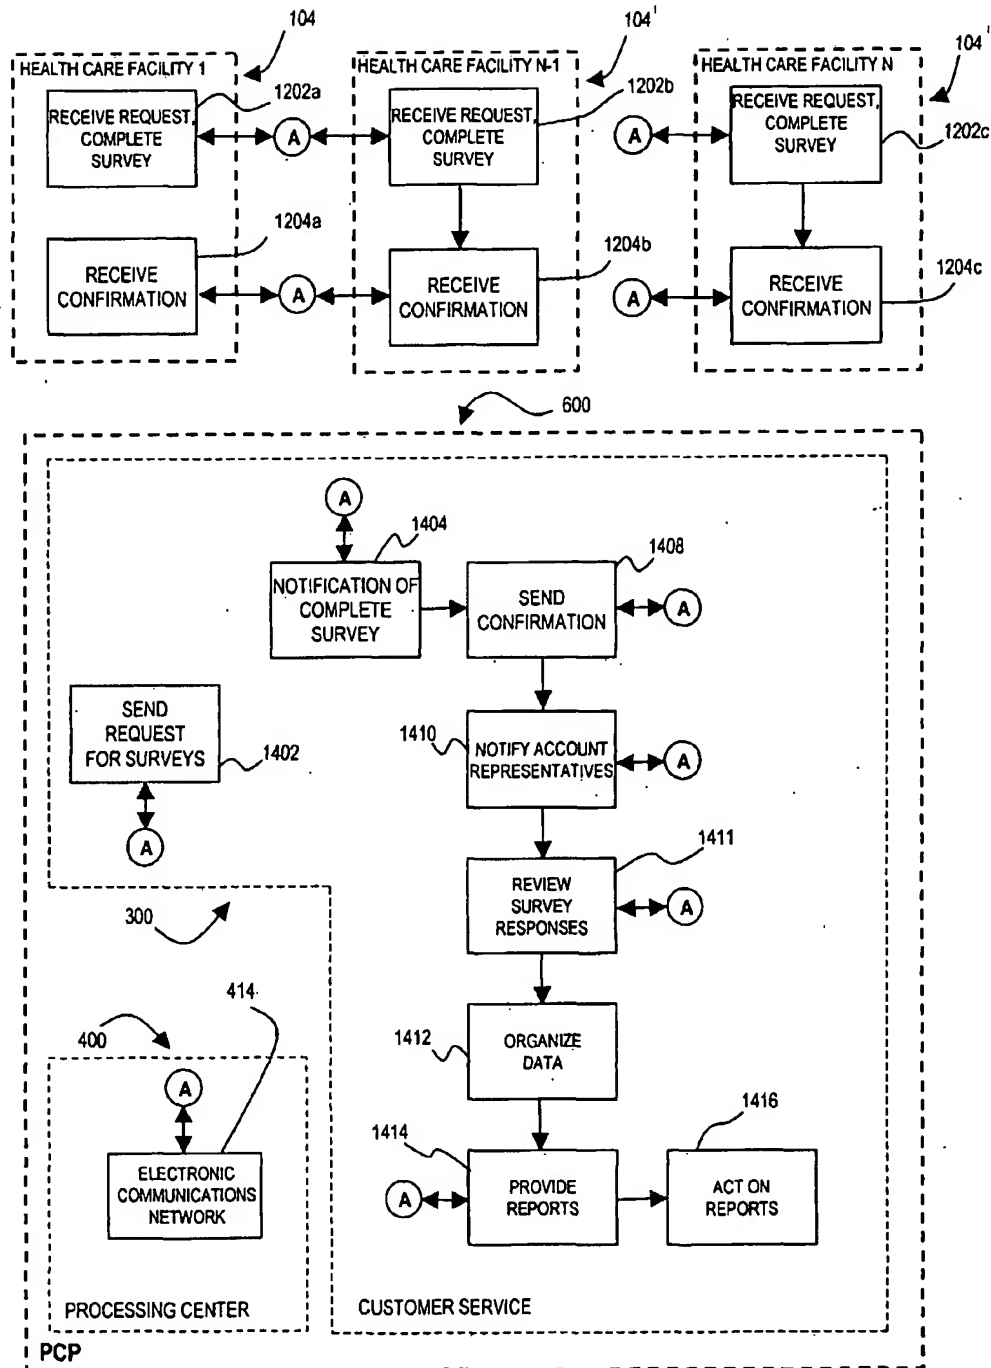 104
104'
104'
HEALTH CARE FACILITY 1
HEALTH CARE FACILITY N-1
HEALTH CARE FACILITY N
1202a
1202b
1202c
RECEIVE REQUEST,
COMPLETE
SURVEY
A
RECEIVE REQUEST,
COMPLETE
SURVEY
A
RECEIVE REQUEST,
COMPLETE
SURVEY
1204a
1204b
1204c
RECEIVE
CONFIRMATION
A
RECEIVE
CONFIRMATION
A
RECEIVE
CONFIRMATION
600
A
1404
NOTIFICATION OF
COMPLETE
SURVEY
1408
SEND
CONFIRMATION
A
SEND
REQUEST
FOR SURVEYS
1402
A
1410
NOTIFY ACCOUNT
REPRESENTATIVES
A
1411
REVIEW
SURVEY
RESPONSES
A
300
414
400
A
ELECTRONIC
COMMUNICATIONS
NETWORK
1412
ORGANIZE
DATA
1414
A
PROVIDE
REPORTS
1416
ACT ON
REPORTS
PROCESSING CENTER
CUSTOMER SERVICE
PCP